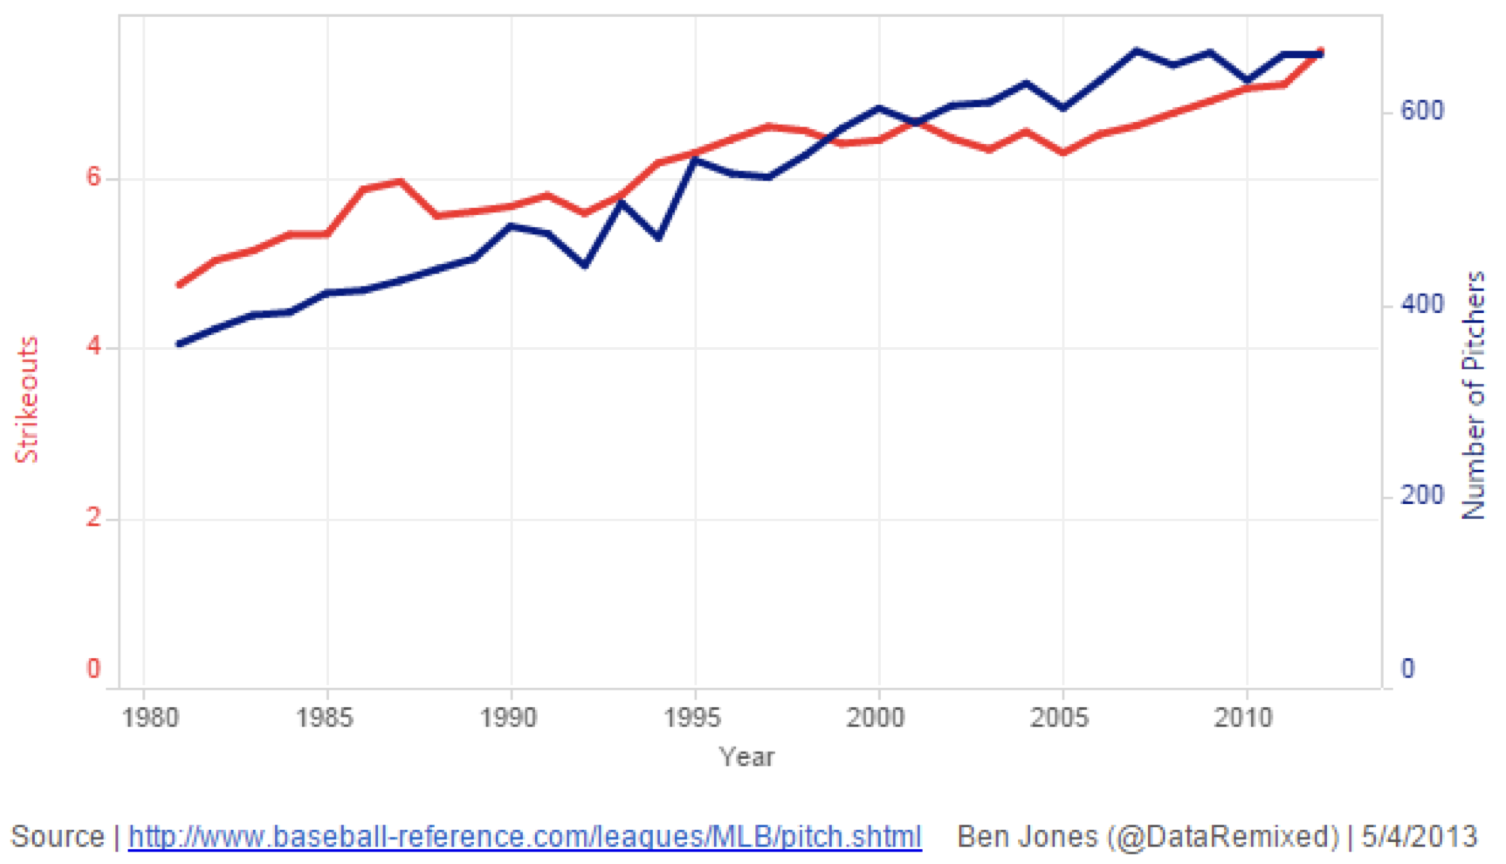 600
6
400
4
Strikeouts
Number of Pitchers
200
2
0
0
1980 1985 1990 1995 2000 2005 2010
Year
Source | http://www.baseball-reference.com/leagues/MLB/pitch.shtml Ben Jones (@DataRemixed) | 5/4/2013